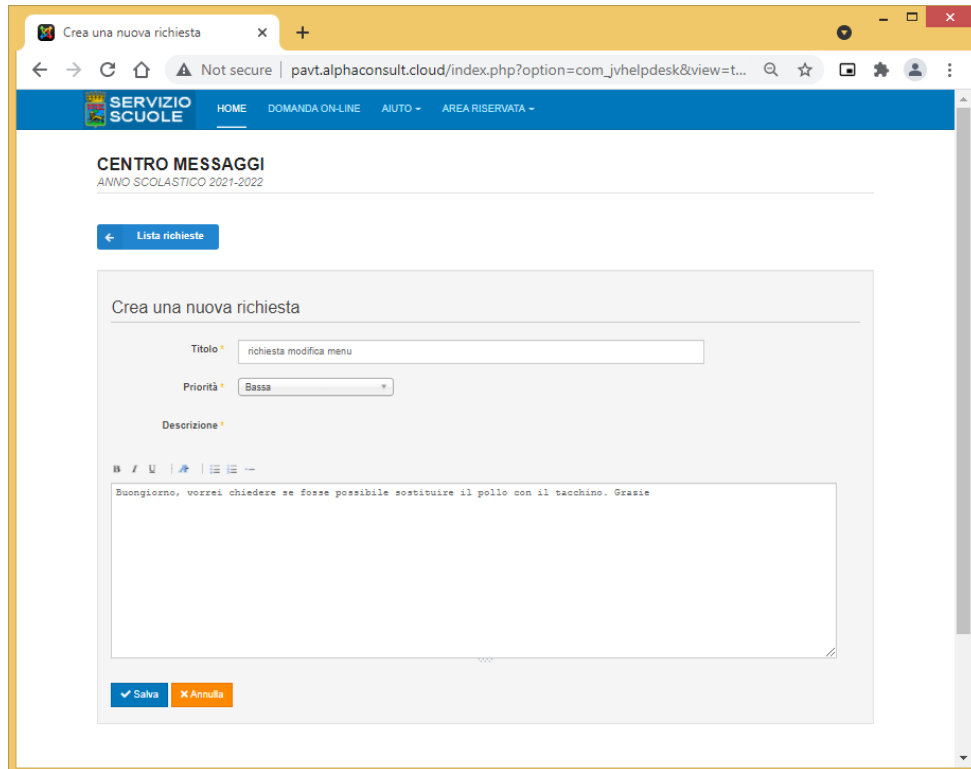 Crea una nuova richiesta
Not secure | pavt.alphaconsult.cloud/index.php?option=com_jvhelpdesk&view=t...
SERVIZIO SCUOLE HOME DOMANDA ON-LINE AIUTO AREA RISERVATA
CENTRO MESSAGGI
ANNO SCOLASTICO 2021-2022
Lista richieste
Crea una nuova richiesta
Titolo * richiesta modifica menu
Priorità * Bassa
Descrizione *
B I U
Buongiorno, vorrei chiedere se fosse possibile sostituire il pollo con il tacchino. Grazie
Salva Annulla